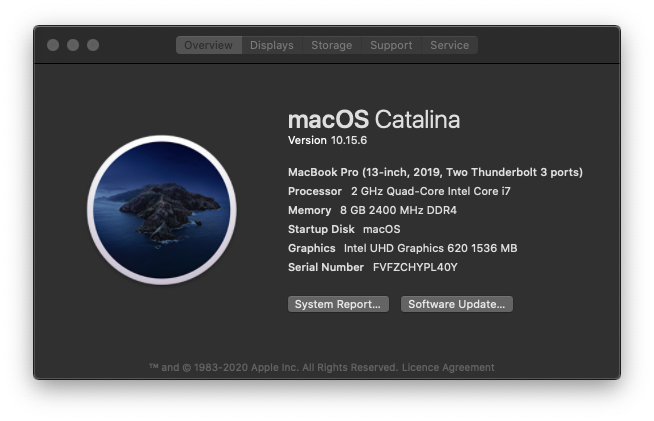 Overview Displays Storage Support Service
macOS Catalina
Version 10.15.6
MacBook Pro (13-inch, 2019, Two Thunderbolt 3 ports)
Processor 2 GHz Quad-Core Intel Core i7
Memory 8 GB 2400 MHz DDR4
Startup Disk macOS
Graphics Intel UHD Graphics 620 1536 MB
Serial Number FVFZCHYPL40Y
System Report... Software Update...
™ and © 1983-2020 Apple Inc. All Rights Reserved. Licence Agreement